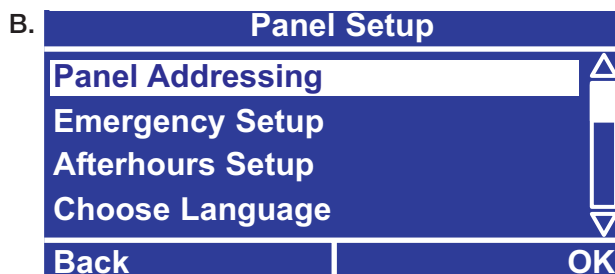 B.
Panel Setup
Panel Addressing
Emergency Setup
Afterhours Setup
Choose Language
Back OK